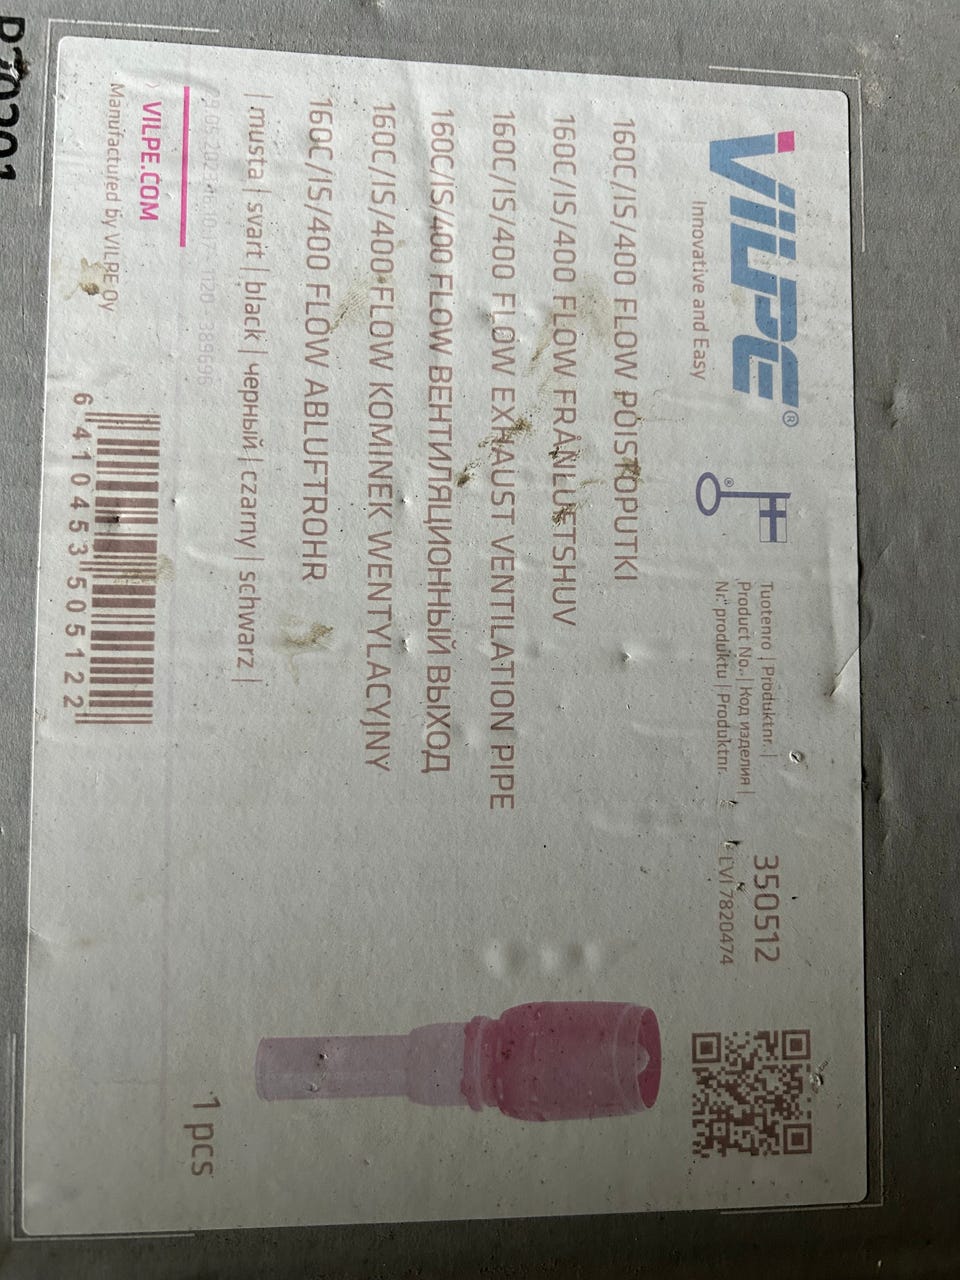 VILPE®
Innovative and Easy
®
Tuotenro | Produktnr. |
Product No. | Код изделия |
Nr. produktu | Produktnr.
350512
LVI 7820474
160C/IS/400 FLOW POISTOPUTKI
160C/IS/400 FLOW FRÅNLUFTSHUV
160C/IS/400 FLOW EXHAUST VENTILATION PIPE
160C/IS/400 FLOW ВЕНТИЛЯЦИОННЫЙ ВЫХОД
160C/IS/400 FLOW KOMINEK WENTYLACYJNY
160C/IS/400 FLOW ABLUFTROHR
| musta | svart | black | черный | czarny | schwarz |
1 pcs
› VILPE.COM
Manufactured by VILPE OY
6 410453 505122